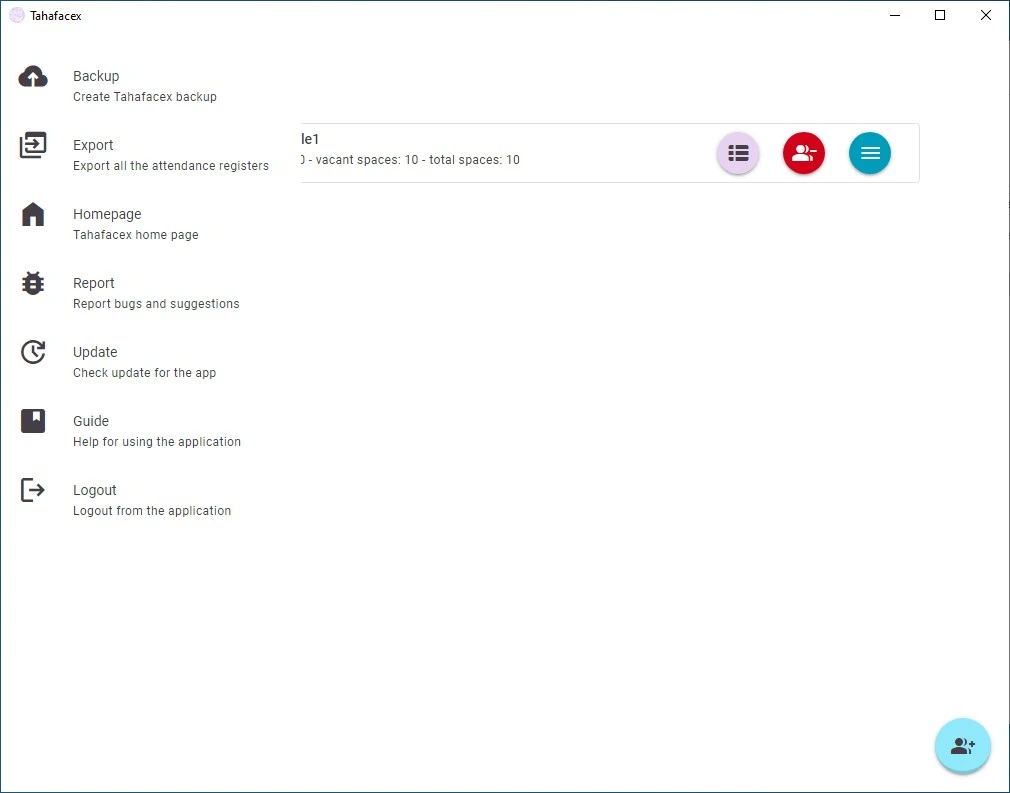 Tahafacex
Backup
Create Tahafacex backup
Export
Export all the attendance registers
le1
0 - vacant spaces: 10 - total spaces: 10
Homepage
Tahafacex home page
Report
Report bugs and suggestions
Update
Check update for the app
Guide
Help for using the application
Logout
Logout from the application